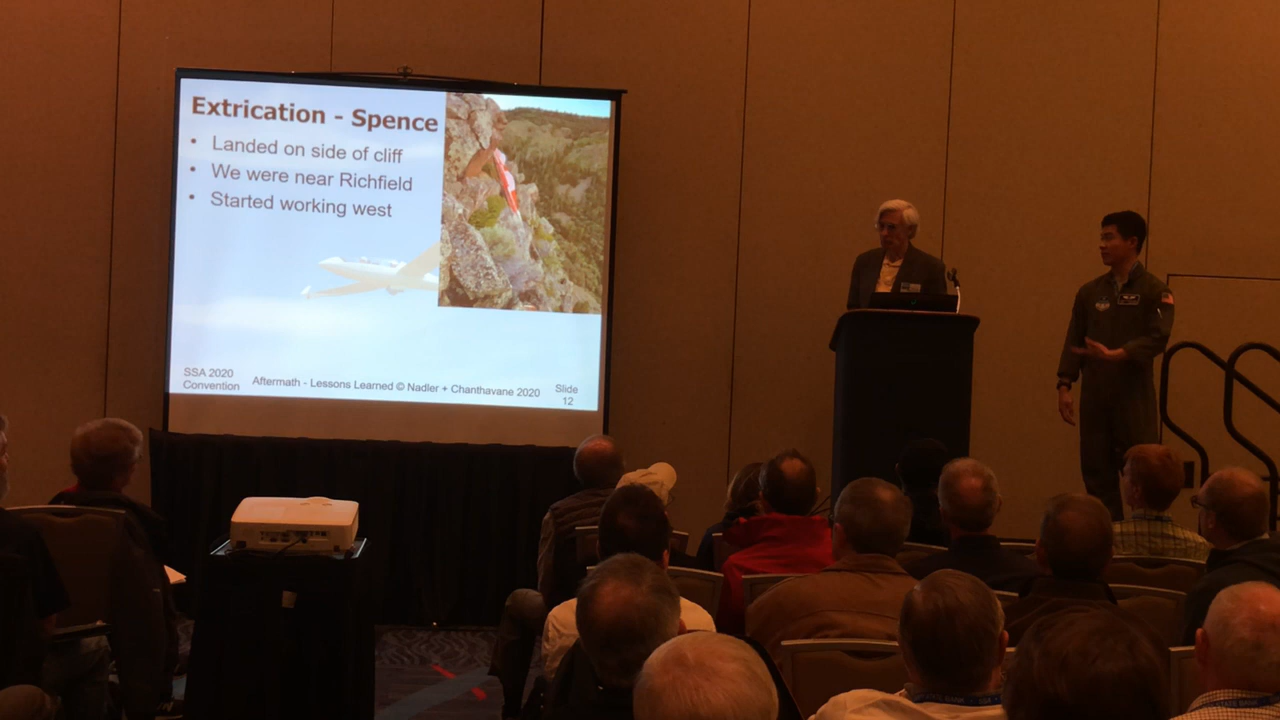 Extrication - Spence
• Landed on side of cliff
• We were near Richfield
• Started working west
SSA 2020
Convention
Aftermath - Lessons Learned © Nadler + Chanthavane 2020
Slide
12